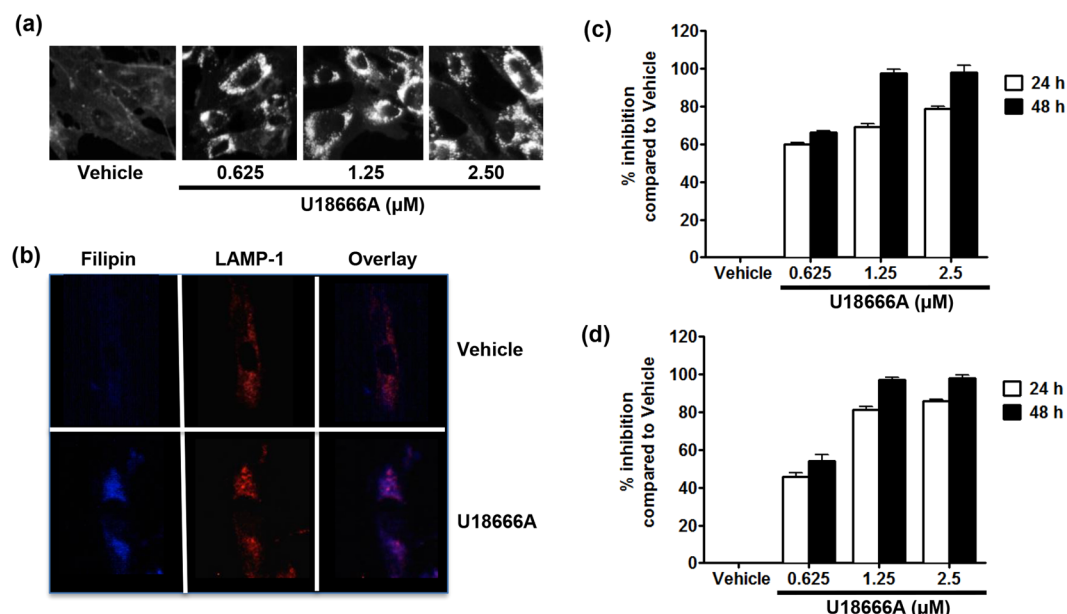 (a)
Vehicle 0.625 1.25 2.50
U18666A (µM)
(b)
Filipin LAMP-1 Overlay
Vehicle
U18666A
(c)
% inhibition
compared to Vehicle
120
100
80
60
40
20
0
Vehicle 0.625 1.25 2.5
U18666A (µM)
24 h
48 h
(d)
% inhibition
compared to Vehicle
120
100
80
60
40
20
0
Vehicle 0.625 1.25 2.5
U18666A (µM)
24 h
48 h